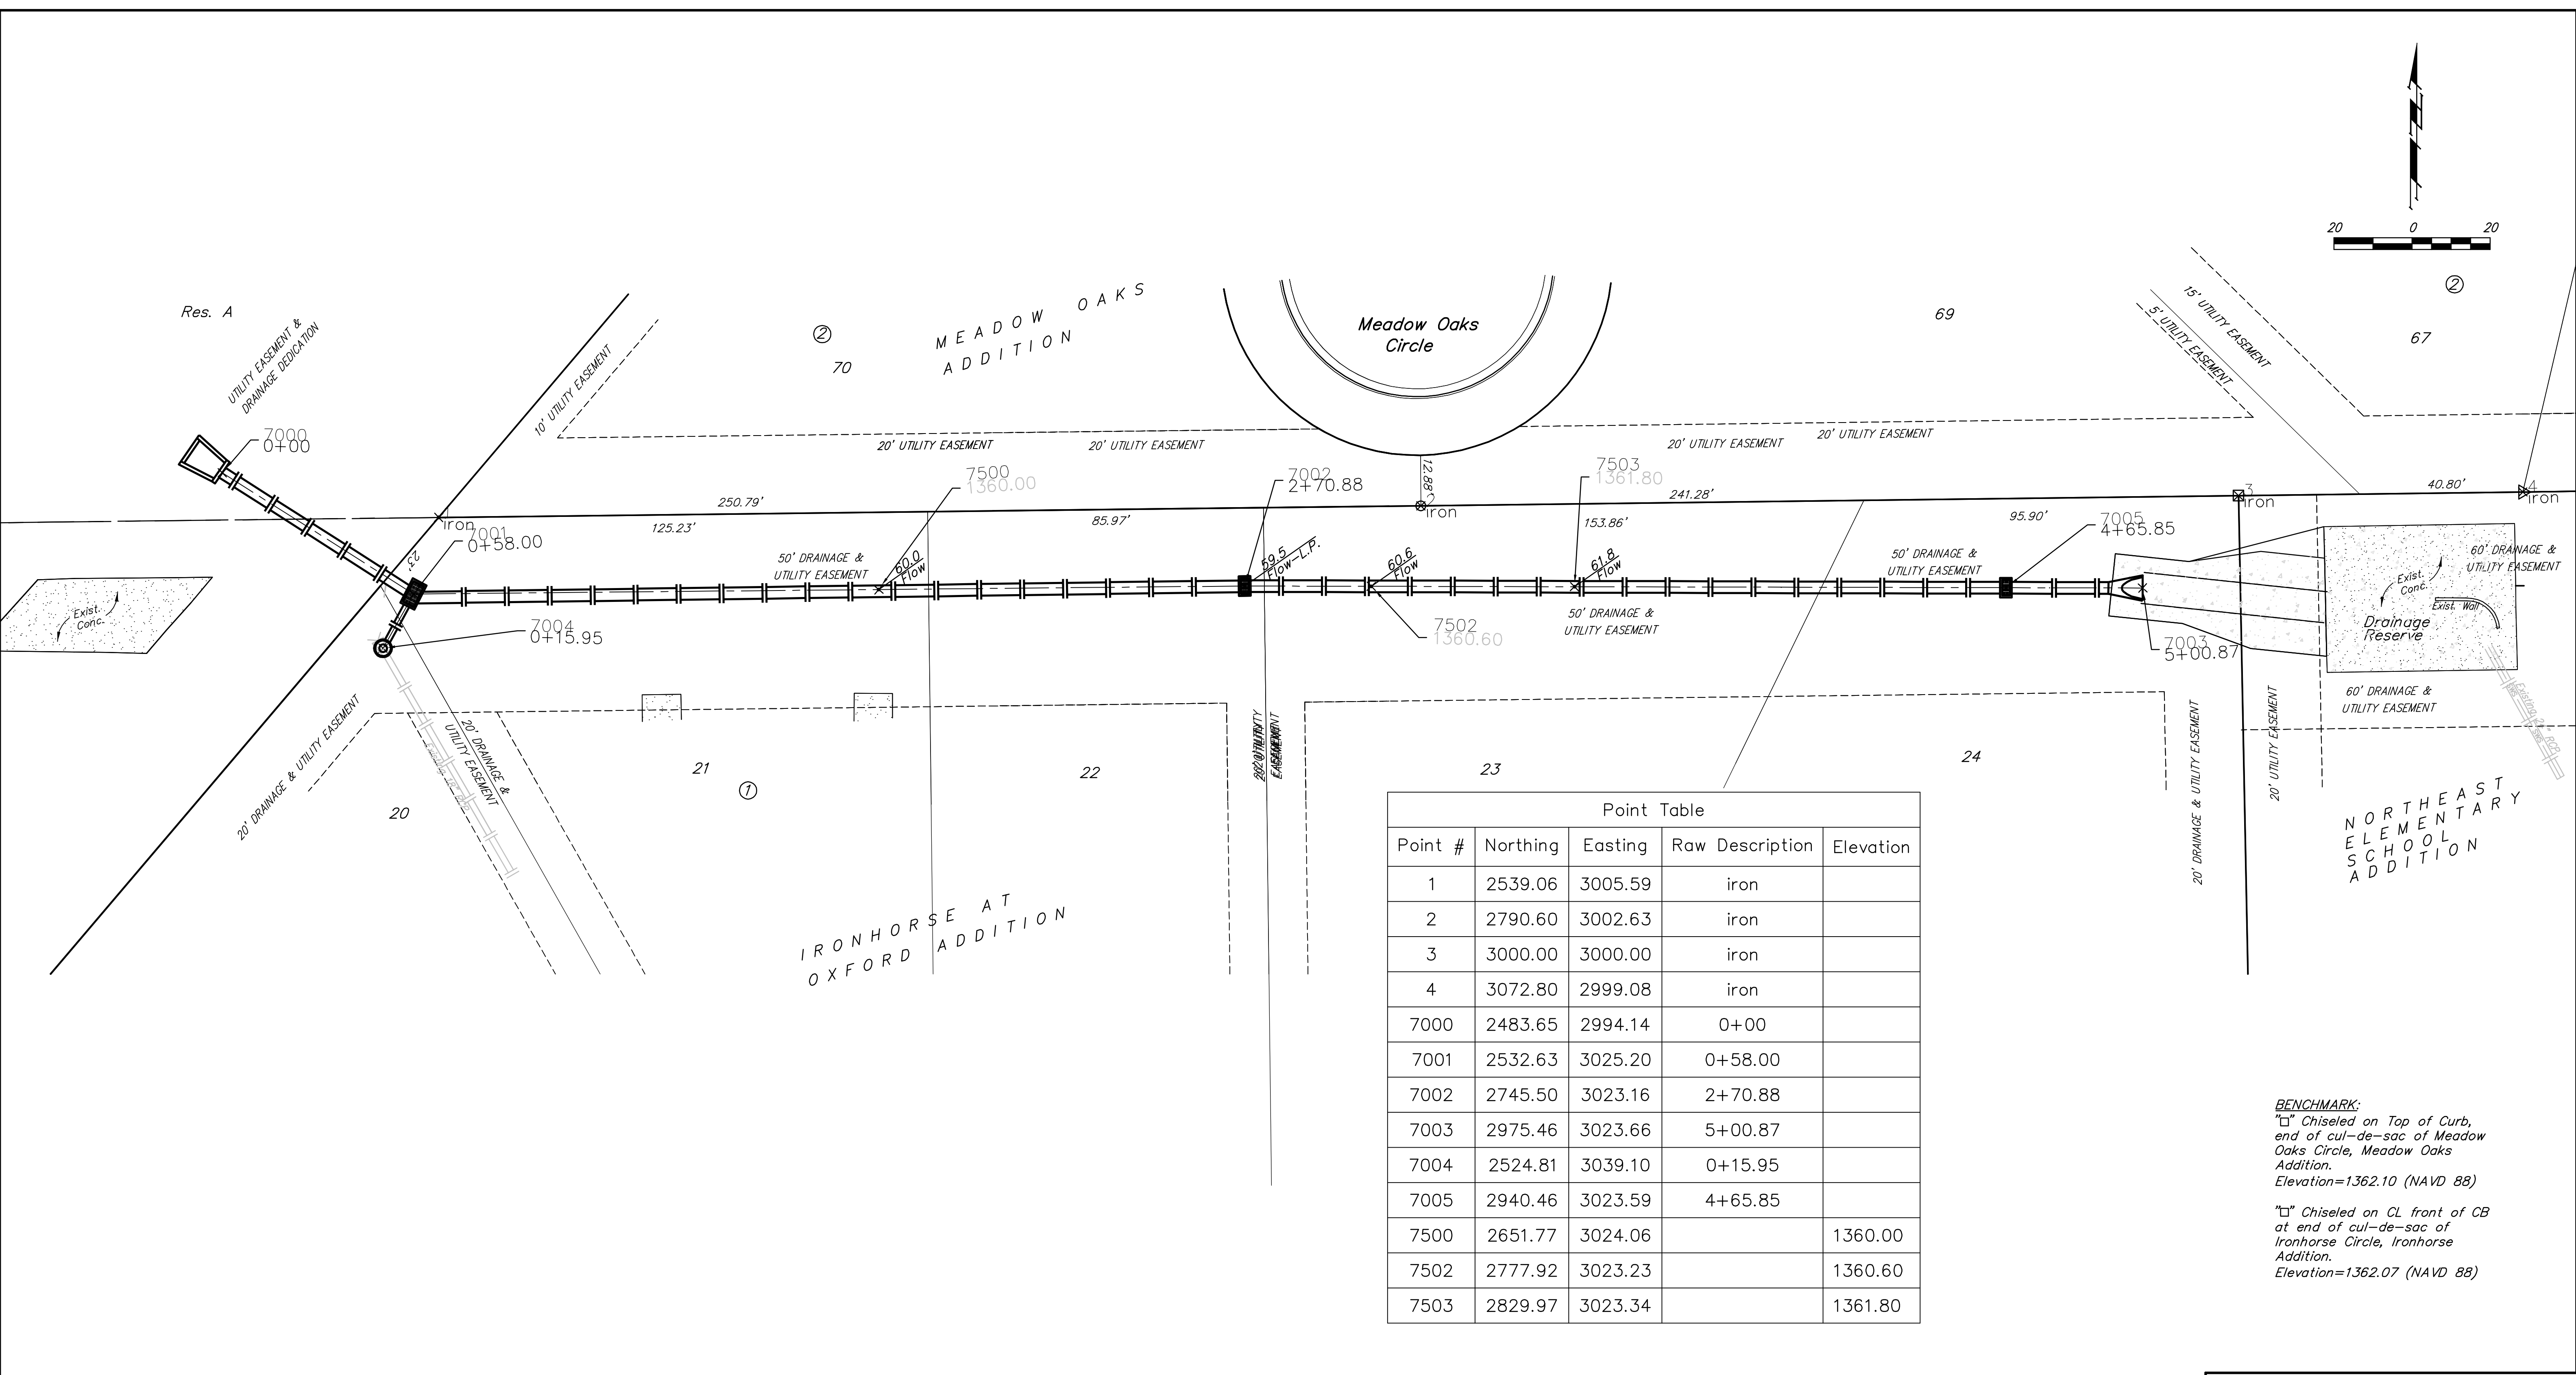 20 0 20
Res. A
UTILITY EASEMENT &
DRAINAGE DEDICATION
10' UTILITY EASEMENT
2
70
MEADOW OAKS
ADDITION
Meadow Oaks
Circle
69
5' UTILITY EASEMENT
15' UTILITY EASEMENT
2
67
7000
0+00
20' UTILITY EASEMENT
20' UTILITY EASEMENT
20' UTILITY EASEMENT
20' UTILITY EASEMENT
7500
1360.00
7002
2+70.88
12.88'
7503
1361.80
250.79'
241.28'
40.80'
1
iron
2
iron
3
iron
4
iron
125.23'
85.97'
153.86'
95.90'
7001
0+58.00
23'
7005
4+65.85
50' DRAINAGE &
UTILITY EASEMENT
60.0
Flow
59.5
Flow-L.P.
60.6
Flow
61.8
Flow
50' DRAINAGE &
UTILITY EASEMENT
60' DRAINAGE &
UTILITY EASEMENT
Exist.
Conc.
Exist.
Conc.
Exist. Wall
Drainage
Reserve
7004
0+15.95
7502
1360.60
50' DRAINAGE &
UTILITY EASEMENT
7003
5+00.87
20' DRAINAGE & UTILITY EASEMENT
20' DRAINAGE &
UTILITY EASEMENT
Existing 18" RCP
20
21
1
22
20' UTILITY
EASEMENT
23
24
20' DRAINAGE & UTILITY EASEMENT
20' UTILITY EASEMENT
60' DRAINAGE &
UTILITY EASEMENT
NORTHEAST
ELEMENTARY
SCHOOL
ADDITION
IRONHORSE AT
OXFORD ADDITION
Point Table
Point # Northing Easting Raw Description Elevation
1 2539.06 3005.59 iron
2 2790.60 3002.63 iron
3 3000.00 3000.00 iron
4 3072.80 2999.08 iron
7000 2483.65 2994.14 0+00
7001 2532.63 3025.20 0+58.00
7002 2745.50 3023.16 2+70.88
7003 2975.46 3023.66 5+00.87
7004 2524.81 3039.10 0+15.95
7005 2940.46 3023.59 4+65.85
7500 2651.77 3024.06 1360.00
7502 2777.92 3023.23 1360.60
7503 2829.97 3023.34 1361.80
BENCHMARK:
"□" Chiseled on Top of Curb,
end of cul-de-sac of Meadow
Oaks Circle, Meadow Oaks
Addition.
Elevation=1362.10 (NAVD 88)
"□" Chiseled on CL front of CB
at end of cul-de-sac of
Ironhorse Circle, Ironhorse
Addition.
Elevation=1362.07 (NAVD 88)